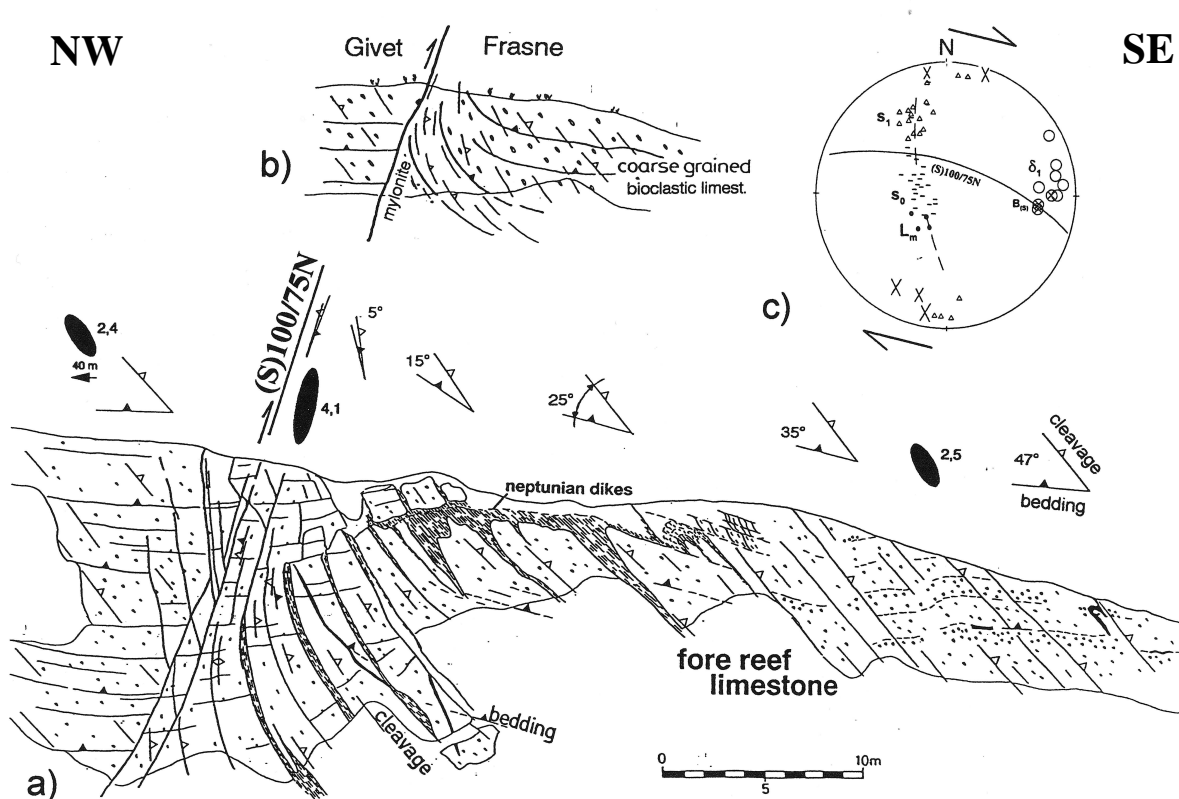 NW
SE
Givet
Frasne
b)
mylonite
coarse grained
bioclastic limest.
N
S1
(S)100/75N
δ1
B(S)
S0
Lm
c)
(S)100/75N
2,4
40 m
4,1
5°
15°
25°
35°
2,5
47°
cleavage
bedding
neptunian dikes
fore reef
limestone
bedding
cleavage
a)
0
10m
5